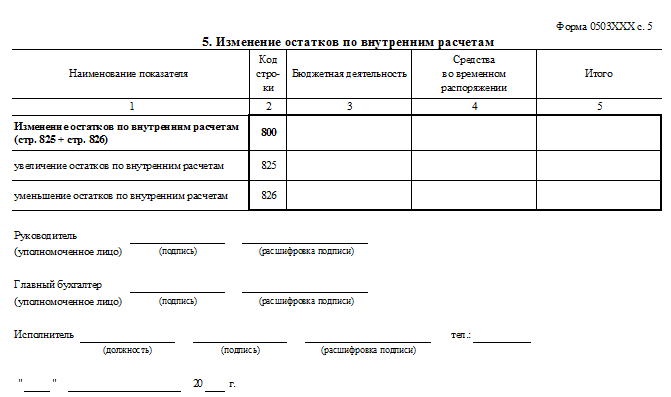 Форма 0503ХХХ с. 5
5. Изменение остатков по внутренним расчетам
Наименование показателя
Код
стро-
ки
Бюджетная деятельность
Средства
во временном
распоряжении
Итого
1 2 3 4 5
Изменение остатков по внутренним расчетам
(стр. 825 + стр. 826)
800
увеличение остатков по внутренним расчетам 825
уменьшение остатков по внутренним расчетам 826
Руководитель
(уполномоченное лицо) (подпись) (расшифровка подписи)
Главный бухгалтер
(уполномоченное лицо) (подпись) (расшифровка подписи)
Исполнитель тел.:
(должность) (подпись) (расшифровка подписи)
" " 20 г.